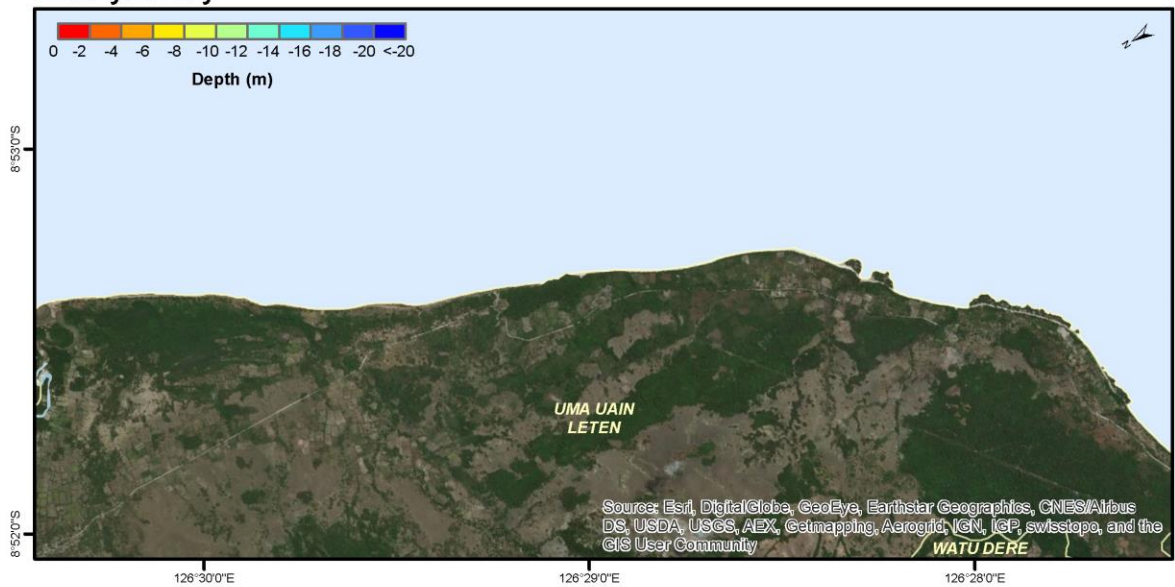 0 -2 -4 -6 -8 -10 -12 -14 -16 -18 -20 <-20
Depth (m)
N
8°53'0"S
UMA UAIN
LETEN
Source: Esri, DigitalGlobe, GeoEye, Earthstar Geographics, CNES/Airbus
DS, USDA, USGS, AEX, Getmapping, Aerogrid, IGN, IGP, swisstopo, and the
GIS User Community
WATU DERE
8°52'0"S
126°30'0"E 126°29'0"E 126°28'0"E